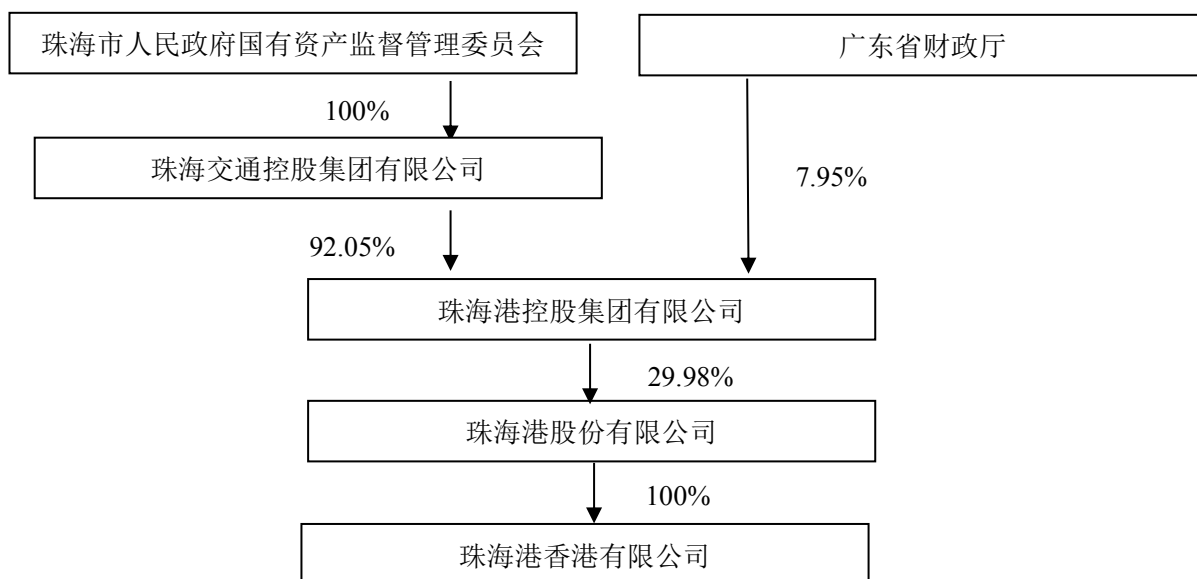 珠海市人民政府国有资产监督管理委员会
广东省财政厅
100%
珠海交通控股集团有限公司
7.95%
92.05%
珠海港控股集团有限公司
29.98%
珠海港股份有限公司
100%
珠海港香港有限公司